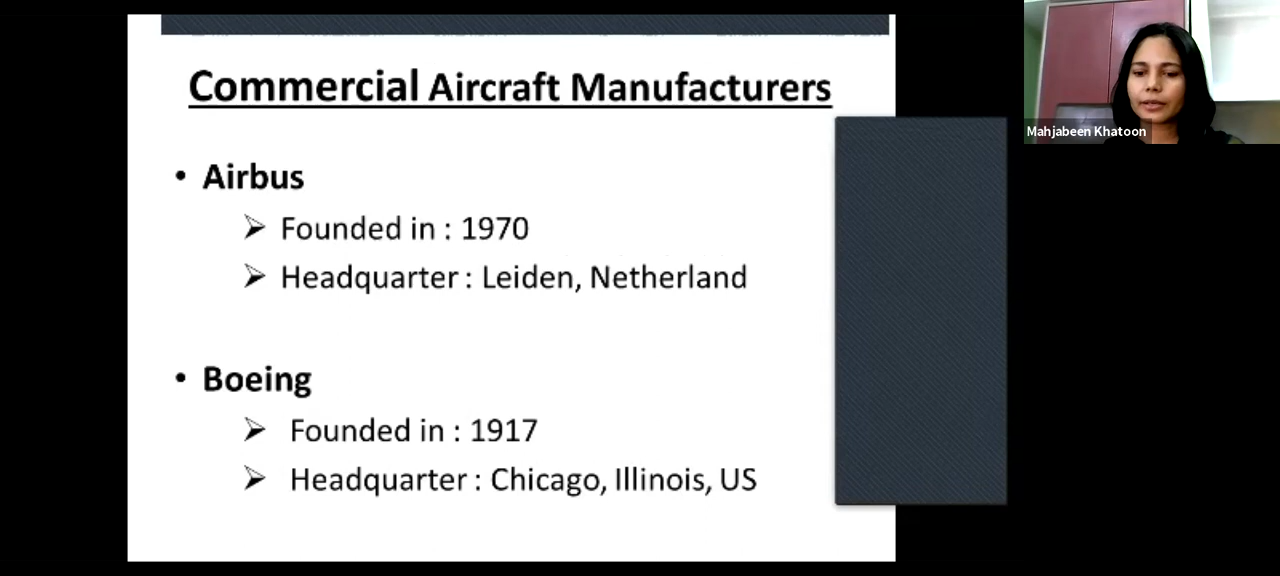 Commercial Aircraft Manufacturers
• Airbus
➢ Founded in : 1970
➢ Headquarter : Leiden, Netherland
• Boeing
➢ Founded in : 1917
➢ Headquarter : Chicago, Illinois, US
Mahjabeen Khatoon